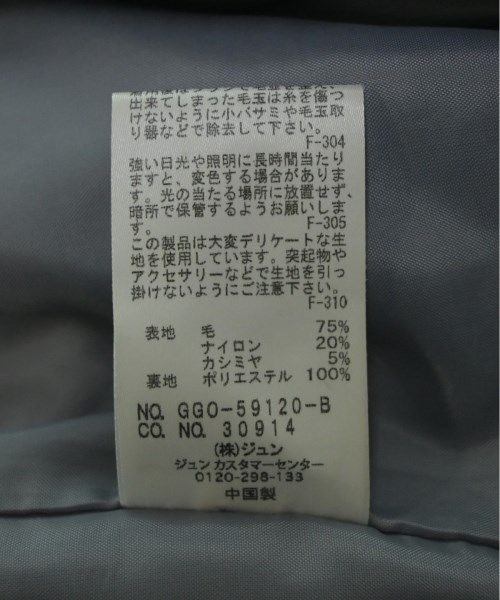 出来てしまった毛玉は糸を傷つ
けないように小バサミや毛玉取
り器などで除去して下さい。
F-304
強い日光や照明に長時間当たり
ますと、変色する場合がありま
す。光の当たる場所に放置せず、
暗所で保管するようお願いしま
す。
F-305
この製品は大変デリケートな生
地を使用しています。突起物や
アクセサリーなどで生地を引っ
掛けないようにご注意下さい。
F-310
表地 毛 75%
ナイロン 20%
カシミヤ 5%
裏地 ポリエステル 100%
NO. GGO-59120-B
CO. NO. 30914
(株)ジュン
ジュン カスタマーセンター
0120-298-133
中国製